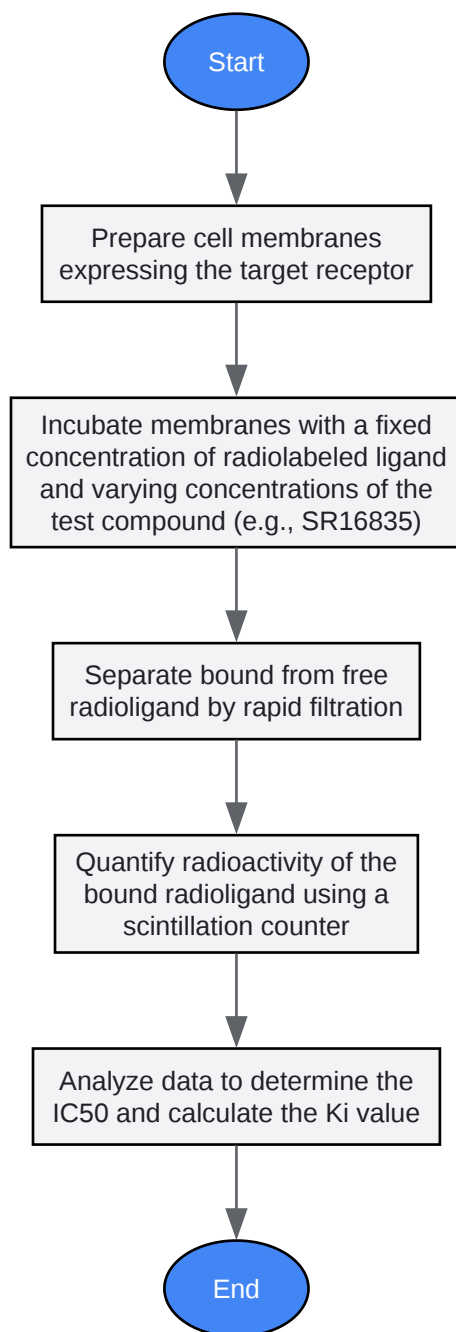 Start
Prepare cell membranes
expressing the target receptor
Incubate membranes with a fixed
concentration of radiolabeled ligand
and varying concentrations of the
test compound (e.g., SR16835)
Separate bound from free
radioligand by rapid filtration
Quantify radioactivity of the
bound radioligand using a
scintillation counter
Analyze data to determine the
IC50 and calculate the Ki value
End